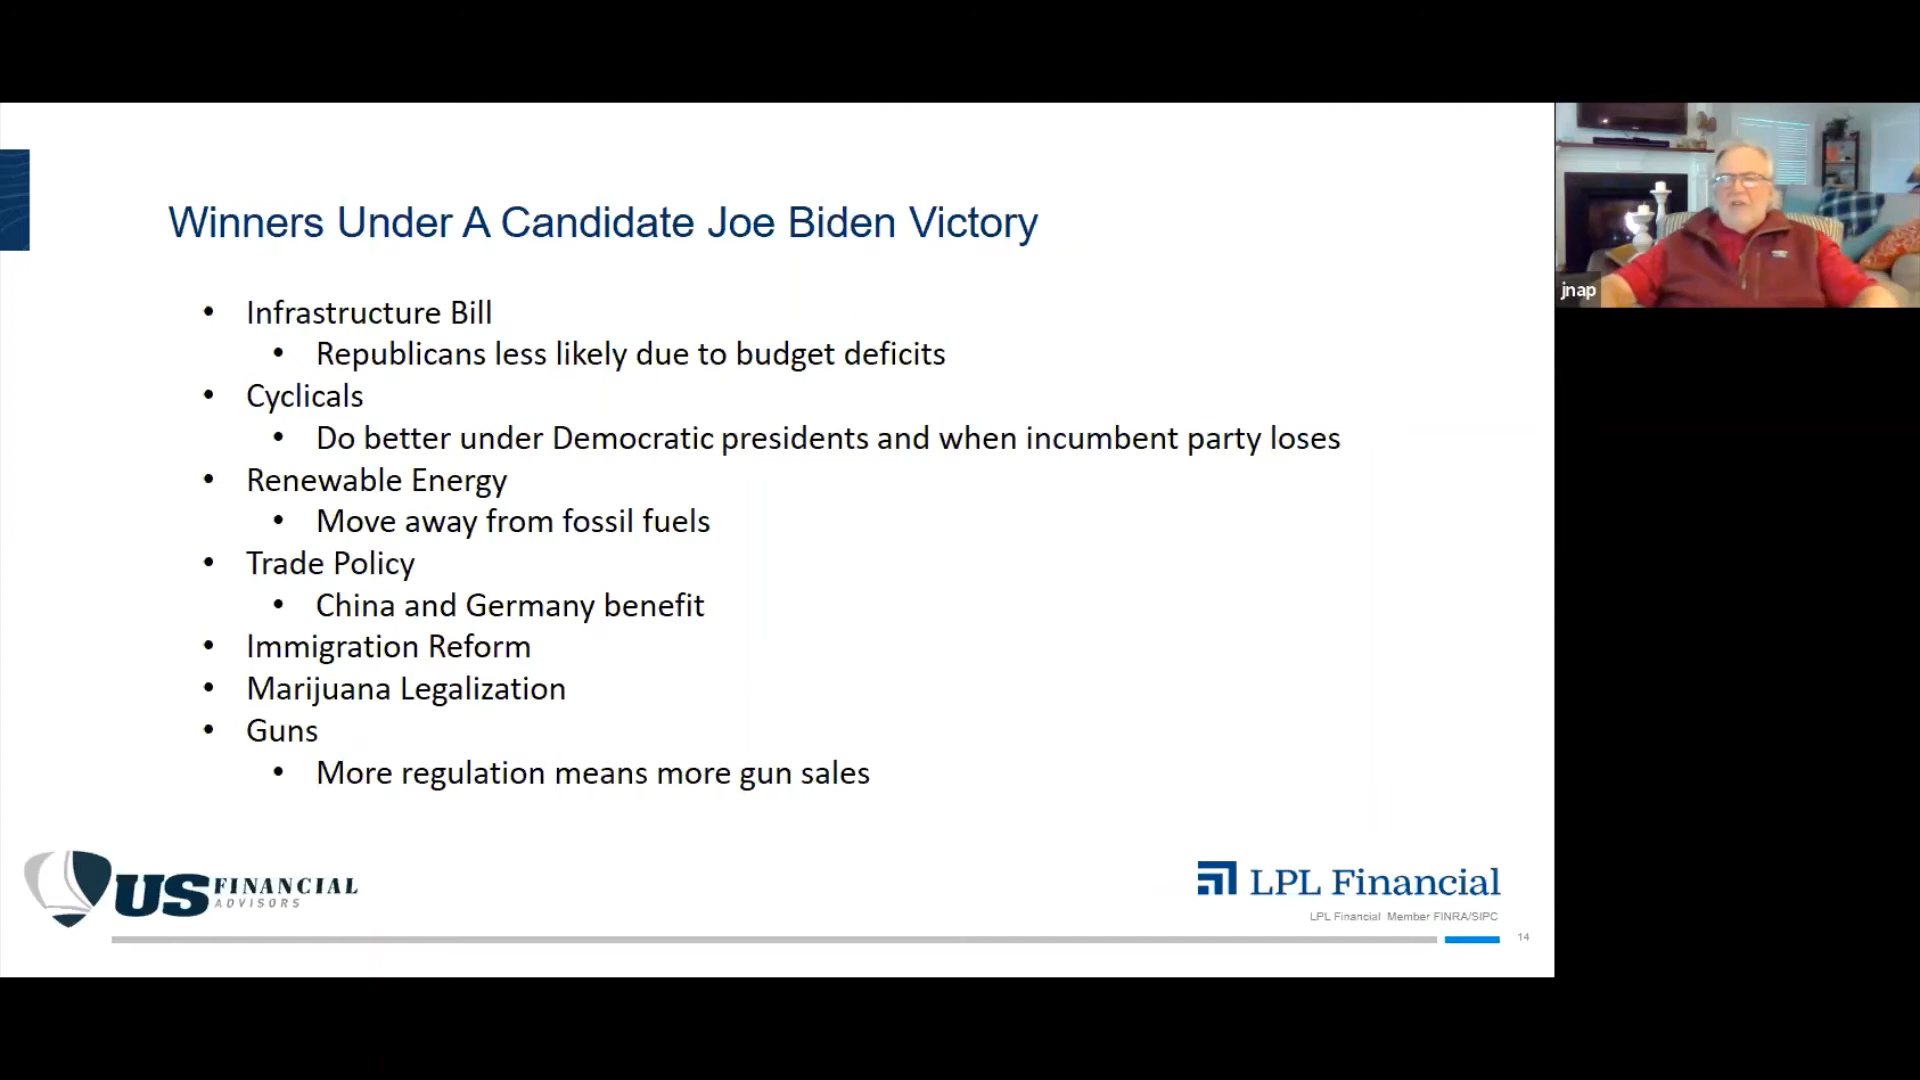 Winners Under A Candidate Joe Biden Victory
• Infrastructure Bill
• Republicans less likely due to budget deficits
• Cyclicals
• Do better under Democratic presidents and when incumbent party loses
• Renewable Energy
• Move away from fossil fuels
• Trade Policy
• China and Germany benefit
• Immigration Reform
• Marijuana Legalization
• Guns
• More regulation means more gun sales
US FINANCIAL
ADVISORS
LPL Financial
LPL Financial Member FINRA/SIPC
14
jnap